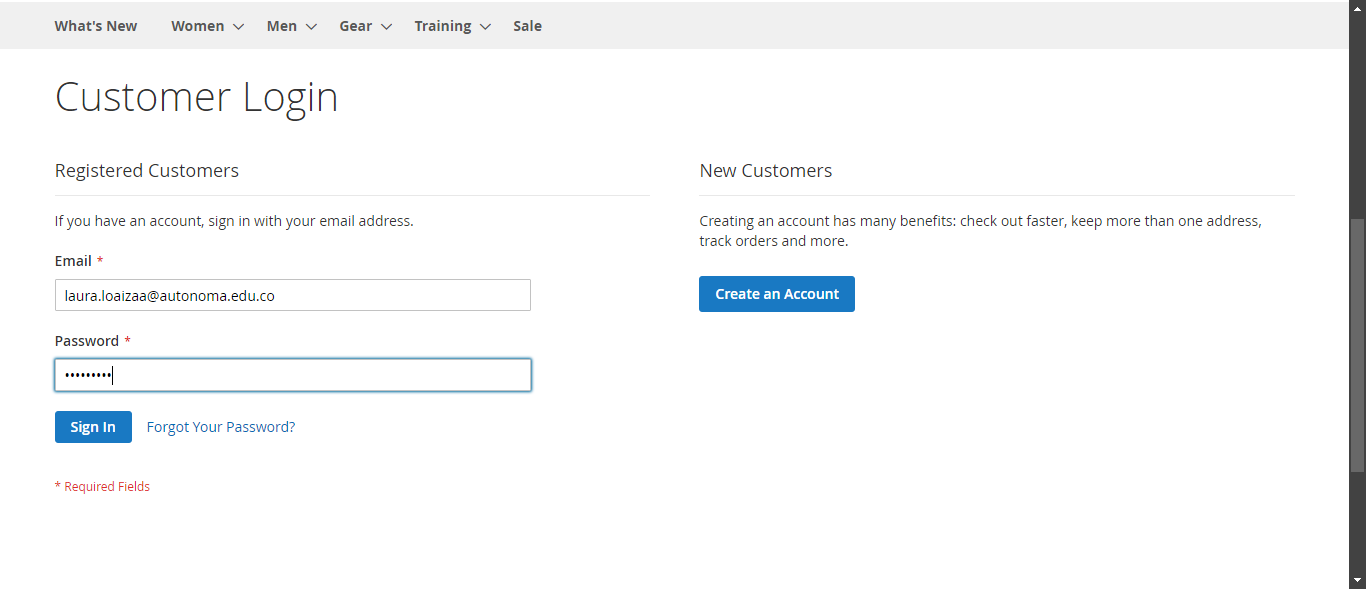 What's New Women Men Gear Training Sale
Customer Login
Registered Customers
If you have an account, sign in with your email address.
Email *
laura.loaizaa@autonoma.edu.co
Password *
•••••••••
Sign In Forgot Your Password?
* Required Fields
New Customers
Creating an account has many benefits: check out faster, keep more than one address,
track orders and more.
Create an Account